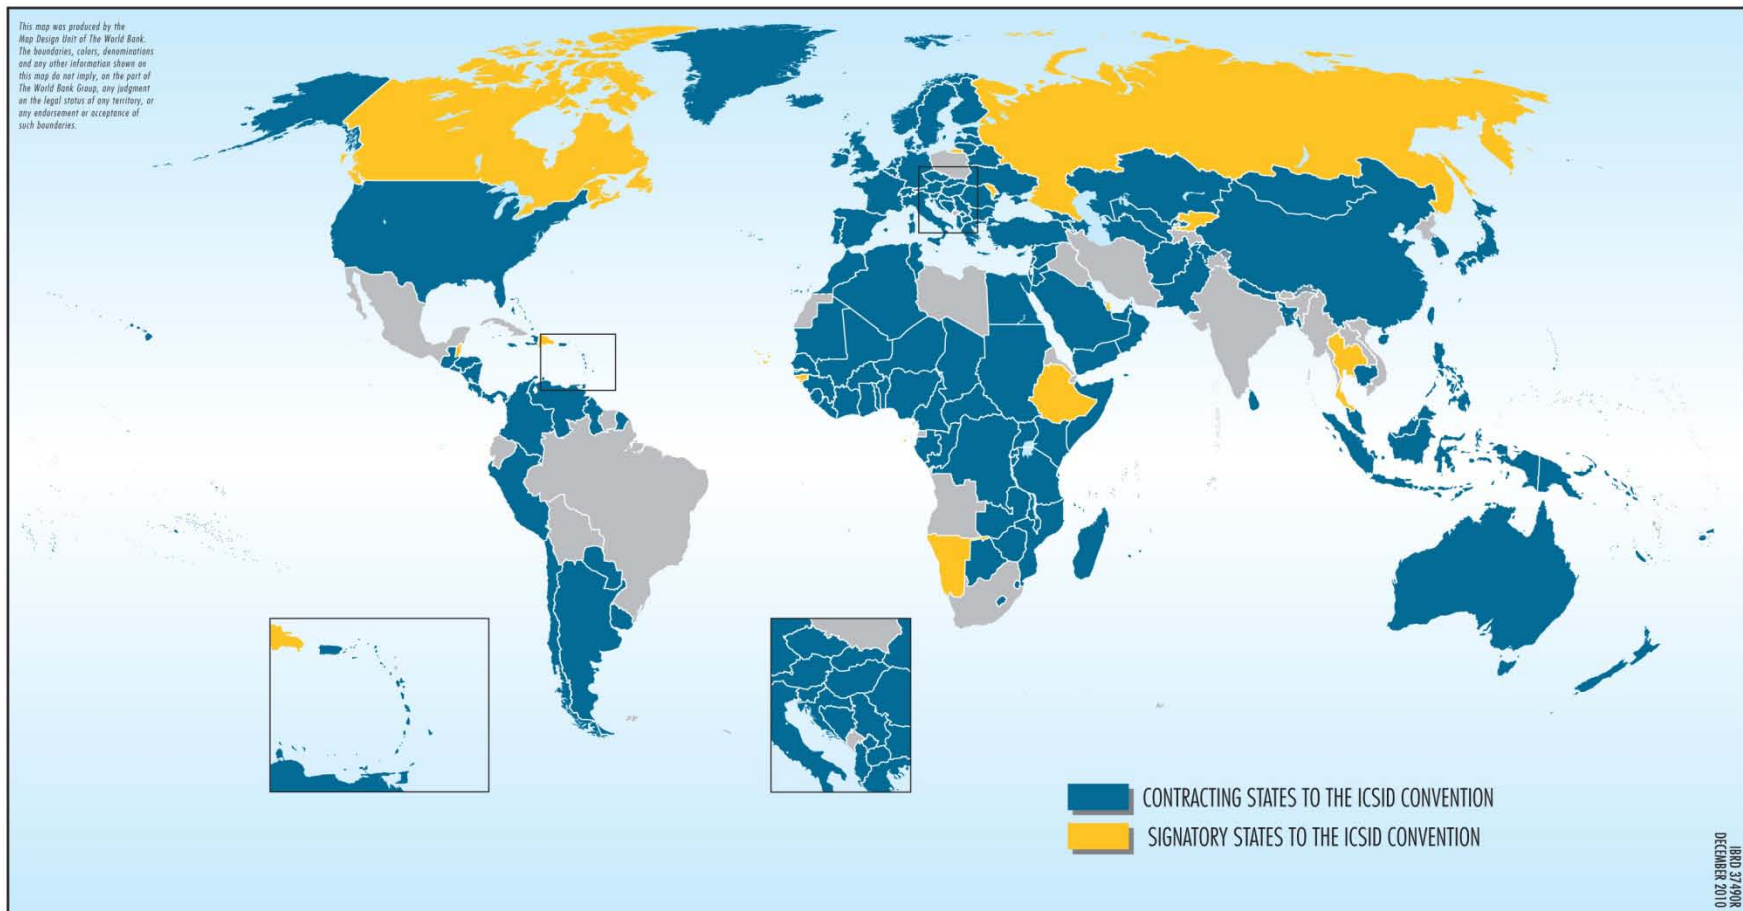 This map was produced by the
Map Design Unit of The World Bank.
The boundaries, colors, denominations
and any other information shown on
this map do not imply, on the part of
The World Bank Group, any judgment
on the legal status of any territory, or
any endorsement or acceptance of
such boundaries.
CONTRACTING STATES TO THE ICSID CONVENTION
SIGNATORY STATES TO THE ICSID CONVENTION
IBRD 37490R
DECEMBER 2010